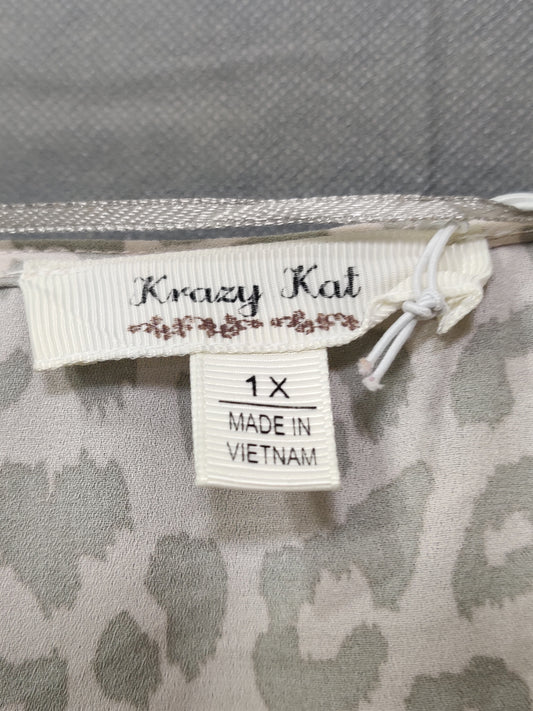 Krazy Kat
1X
MADE IN
VIETNAM